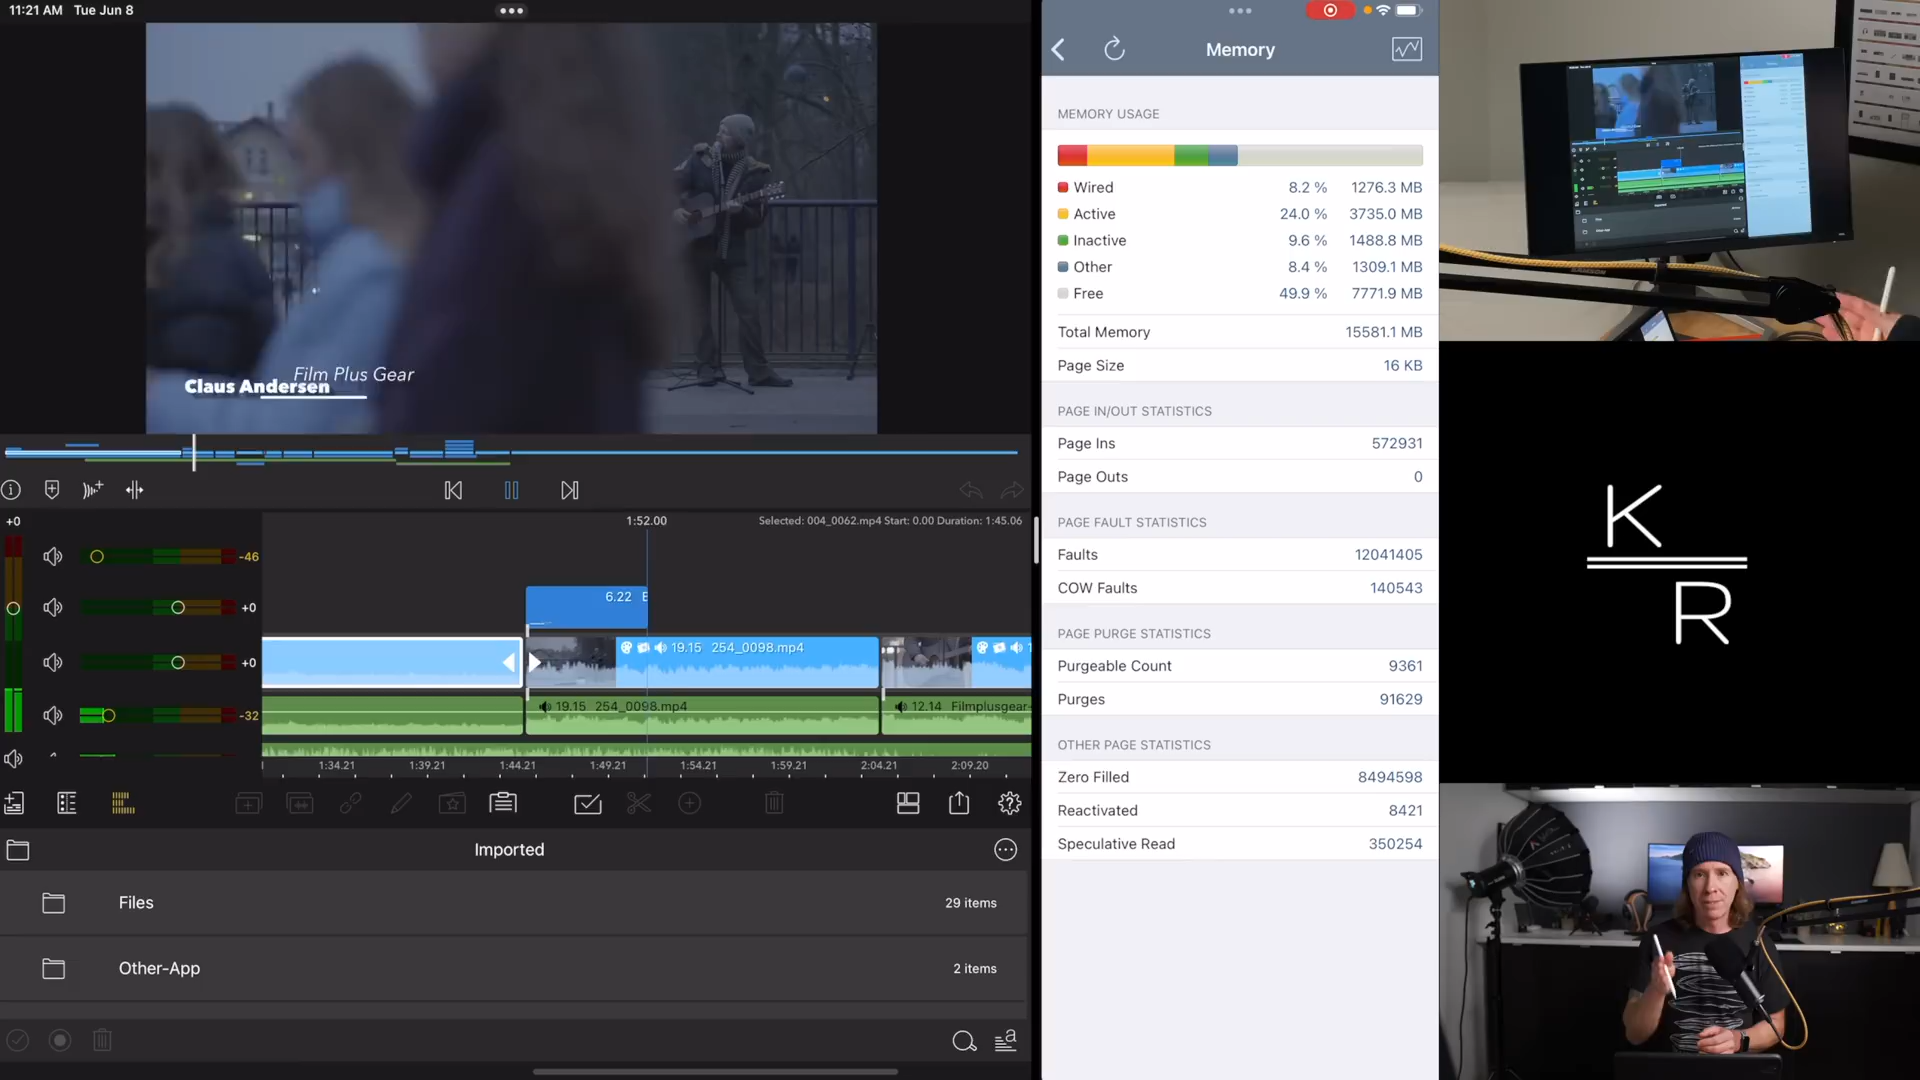 11:21 AM Tue Jun 8
Claus Andersen
Film Plus Gear
+0
1:52.00
Selected: 004_0062.mp4 Start: 0.00 Duration: 1:45.06
-46
+0
+0
-32
6.22
19.15 254_0098.mp4
19.15 254_0098.mp4
12.14 Filmplusgear-
1:34.21
1:39.21
1:44.21
1:49.21
1:54.21
1:59.21
2:04.21
2:09.20
Imported
Files
29 items
Other-App
2 items
Memory
MEMORY USAGE
Wired 8.2 % 1276.3 MB
Active 24.0 % 3735.0 MB
Inactive 9.6 % 1488.8 MB
Other 8.4 % 1309.1 MB
Free 49.9 % 7771.9 MB
Total Memory 15581.1 MB
Page Size 16 KB
PAGE IN/OUT STATISTICS
Page Ins 572931
Page Outs 0
PAGE FAULT STATISTICS
Faults 12041405
COW Faults 140543
PAGE PURGE STATISTICS
Purgeable Count 9361
Purges 91629
OTHER PAGE STATISTICS
Zero Filled 8494598
Reactivated 8421
Speculative Read 350254
K
R
SAMSON